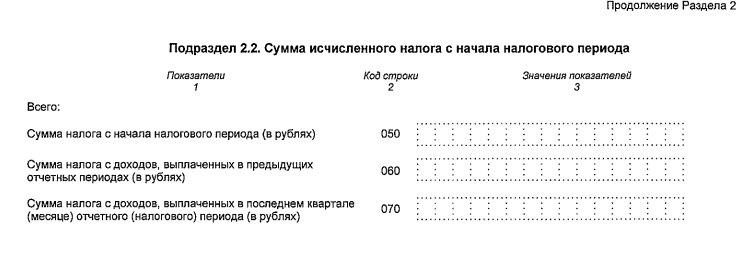 Продолжение Раздела 2
Подраздел 2.2. Сумма исчисленного налога с начала налогового периода
Показатели Код строки Значения показателей
1 2 3
Всего:
Сумма налога с начала налогового периода (в рублях) 050
Сумма налога с доходов, выплаченных в предыдущих
отчетных периодах (в рублях) 060
Сумма налога с доходов, выплаченных в последнем квартале
(месяце) отчетного (налогового) периода (в рублях) 070